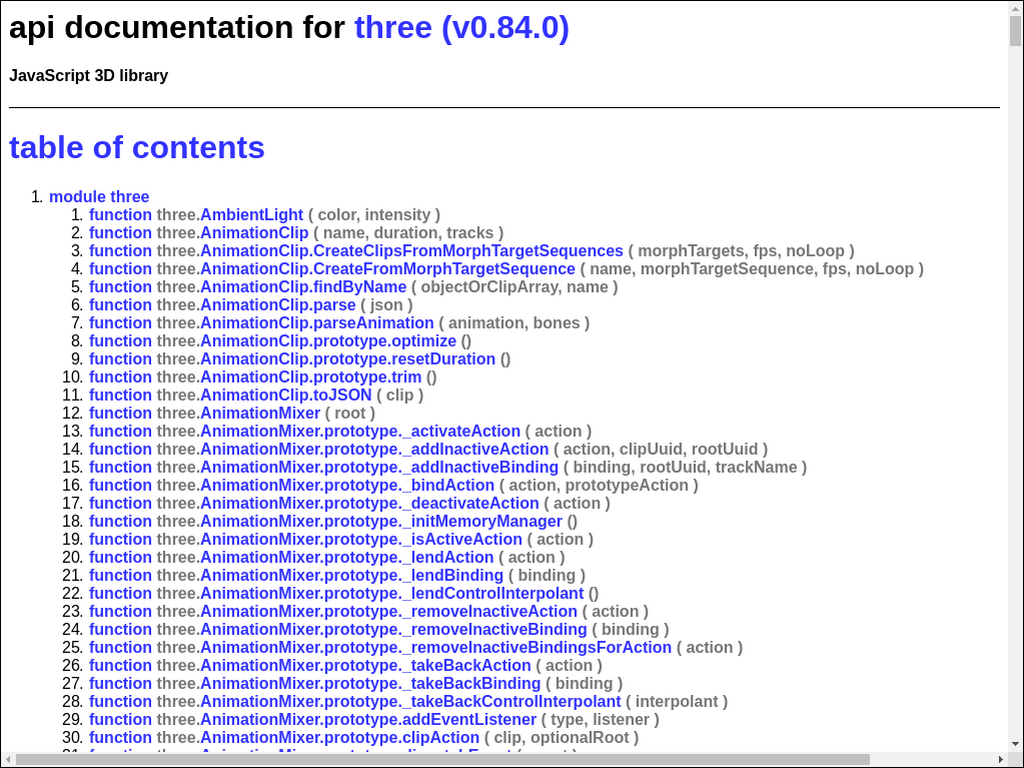 api documentation for three (v0.84.0)
JavaScript 3D library
table of contents
1. module three
1. function three.AmbientLight ( color, intensity )
2. function three.AnimationClip ( name, duration, tracks )
3. function three.AnimationClip.CreateClipsFromMorphTargetSequences ( morphTargets, fps, noLoop )
4. function three.AnimationClip.CreateFromMorphTargetSequence ( name, morphTargetSequence, fps, noLoop )
5. function three.AnimationClip.findByName ( objectOrClipArray, name )
6. function three.AnimationClip.parse ( json )
7. function three.AnimationClip.parseAnimation ( animation, bones )
8. function three.AnimationClip.prototype.optimize ()
9. function three.AnimationClip.prototype.resetDuration ()
10. function three.AnimationClip.prototype.trim ()
11. function three.AnimationClip.toJSON ( clip )
12. function three.AnimationMixer ( root )
13. function three.AnimationMixer.prototype._activateAction ( action )
14. function three.AnimationMixer.prototype._addInactiveAction ( action, clipUuid, rootUuid )
15. function three.AnimationMixer.prototype._addInactiveBinding ( binding, rootUuid, trackName )
16. function three.AnimationMixer.prototype._bindAction ( action, prototypeAction )
17. function three.AnimationMixer.prototype._deactivateAction ( action )
18. function three.AnimationMixer.prototype._initMemoryManager ()
19. function three.AnimationMixer.prototype._isActiveAction ( action )
20. function three.AnimationMixer.prototype._lendAction ( action )
21. function three.AnimationMixer.prototype._lendBinding ( binding )
22. function three.AnimationMixer.prototype._lendControlInterpolant ()
23. function three.AnimationMixer.prototype._removeInactiveAction ( action )
24. function three.AnimationMixer.prototype._removeInactiveBinding ( binding )
25. function three.AnimationMixer.prototype._removeInactiveBindingsForAction ( action )
26. function three.AnimationMixer.prototype._takeBackAction ( action )
27. function three.AnimationMixer.prototype._takeBackBinding ( binding )
28. function three.AnimationMixer.prototype._takeBackControlInterpolant ( interpolant )
29. function three.AnimationMixer.prototype.addEventListener ( type, listener )
30. function three.AnimationMixer.prototype.clipAction ( clip, optionalRoot )